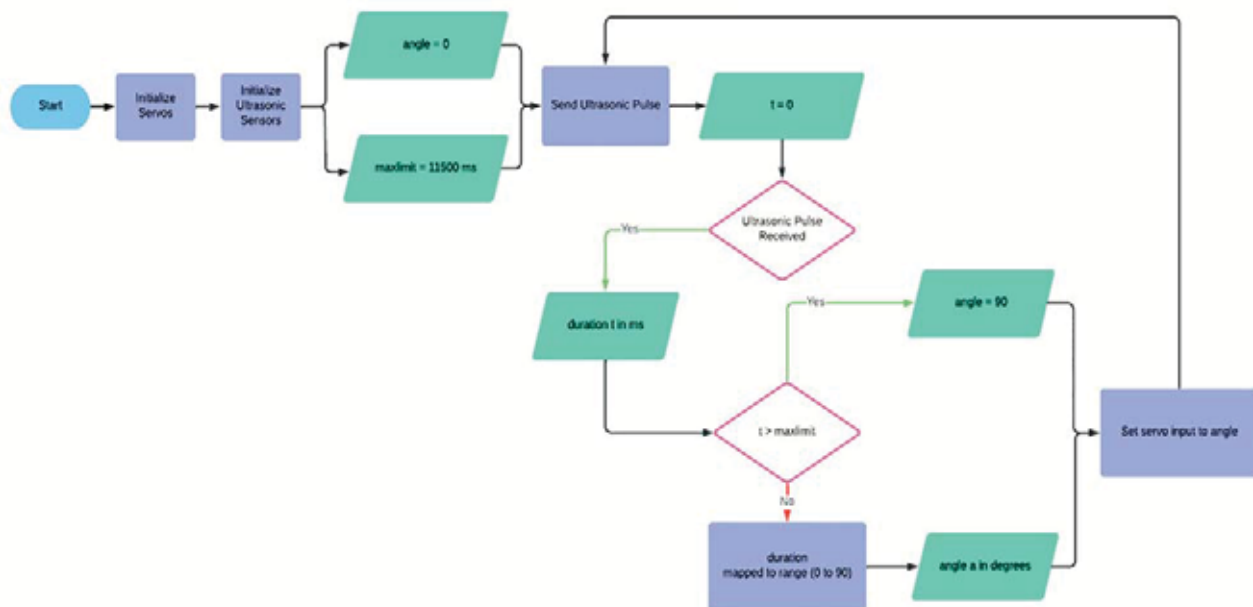 Start
Initialize
Servos
Initialize
Ultrasonic
Sensors
angle = 0
maxlimit = 11500 ms
Send Ultrasonic Pulse
t = 0
Ultrasonic Pulse
Received
Yes
duration t in ms
t > maxlimit
Yes
angle = 90
No
duration
mapped to range (0 to 90)
angle a in degrees
Set servo input to angle